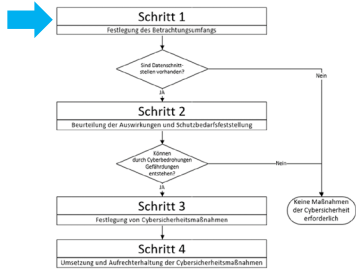 Schritt 1
Festlegung des Betrachtungsumfangs
Sind Datenschnitt-
stellen vorhanden?
Nein
JA
Schritt 2
Beurteilung der Auswirkungen und Schutzbedarfsfeststellung
Können
durch Cyberbedrohungen
Gefährdungen
entstehen?
Nein
JA
Schritt 3
Festlegung von Cybersicherheitsmaßnahmen
Keine Maßnahmen
der Cybersicherheit
erforderlich
Schritt 4
Umsetzung und Aufrechterhaltung der Cybersicherheitsmaßnahmen